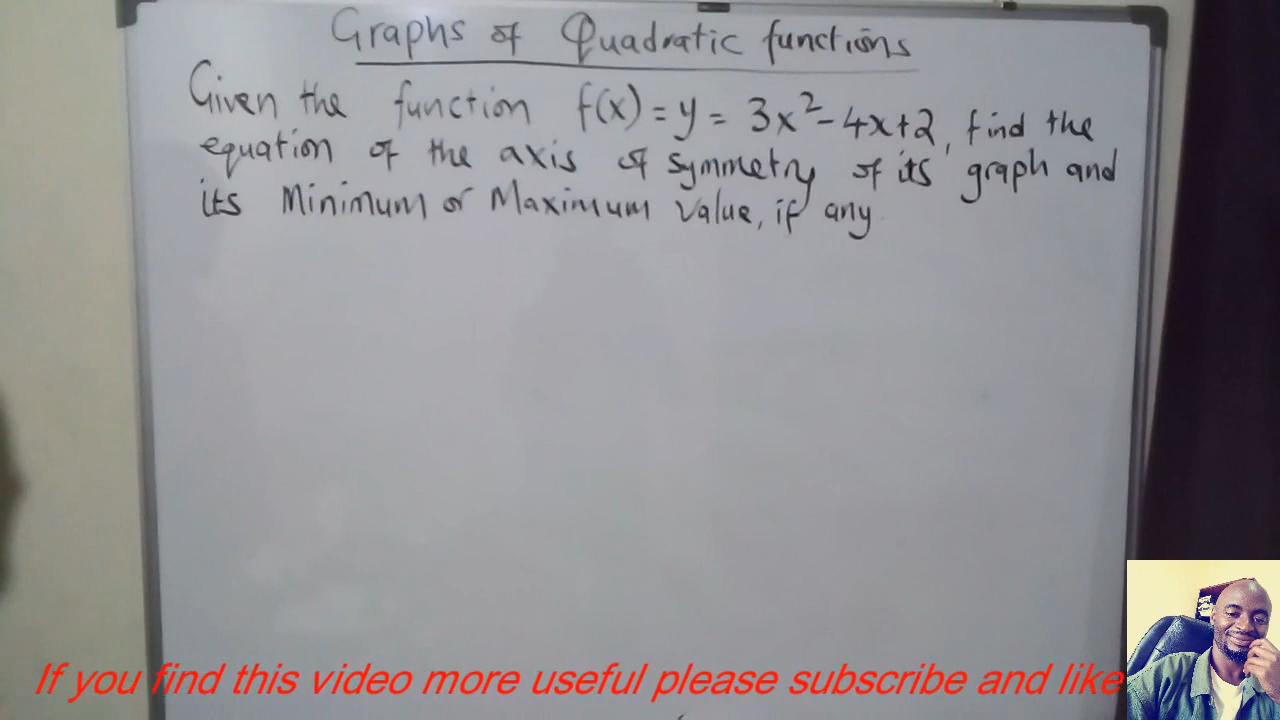 Graphs of Quadratic functions
Given the function f(x) = y = 3x² - 4x + 2, find the
equation of the axis of symmetry of its graph and
its Minimum or Maximum value, if any
If you find this video more useful please subscribe and like